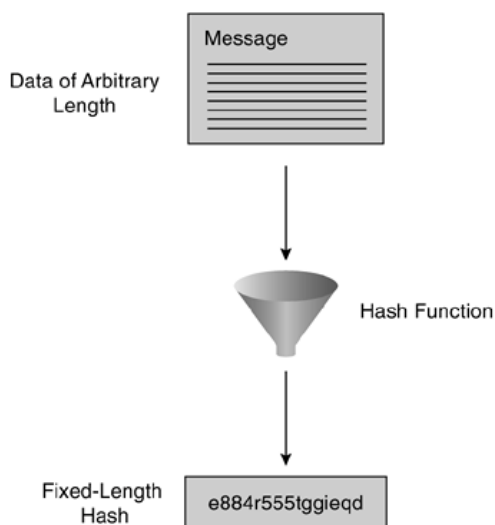 Message
Data of Arbitrary
Length
Hash Function
Fixed-Length
Hash
e884r555tggieqd